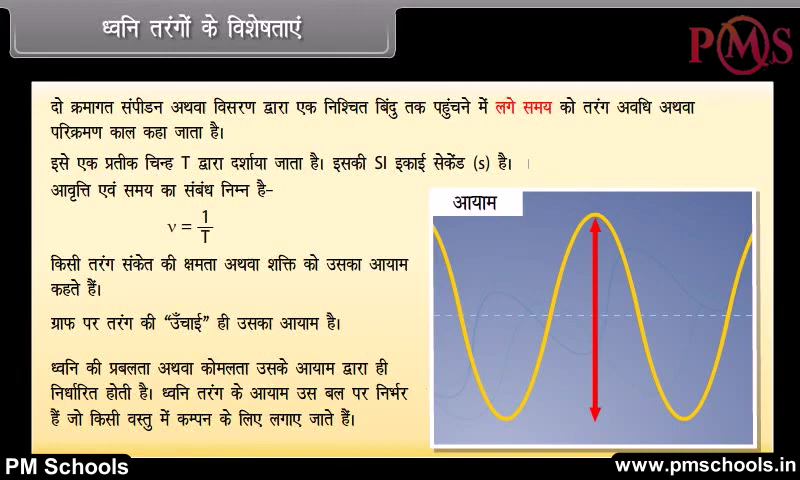 ध्वनि तरंगों के विशेषताएं
PMS
दो क्रमागत संपीडन अथवा विसरण द्वारा एक निश्चित बिंदु तक पहुंचने में लगे समय को तरंग अवधि अथवा
परिक्रमण काल कहा जाता है।
इसे एक प्रतीक चिन्ह T द्वारा दर्शाया जाता है। इसकी SI इकाई सेकेंड (s) है।
आवृत्ति एवं समय का संबंध निम्न है-
ν = 1/T
किसी तरंग संकेत की क्षमता अथवा शक्ति को उसका आयाम
कहते हैं।
ग्राफ पर तरंग की “उँचाई” ही उसका आयाम है।
ध्वनि की प्रबलता अथवा कोमलता उसके आयाम द्वारा ही
निर्धारित होती है। ध्वनि तरंग के आयाम उस बल पर निर्भर
हैं जो किसी वस्तु में कम्पन के लिए लगाए जाते हैं।
आयाम
PM Schools
www.pmschools.in